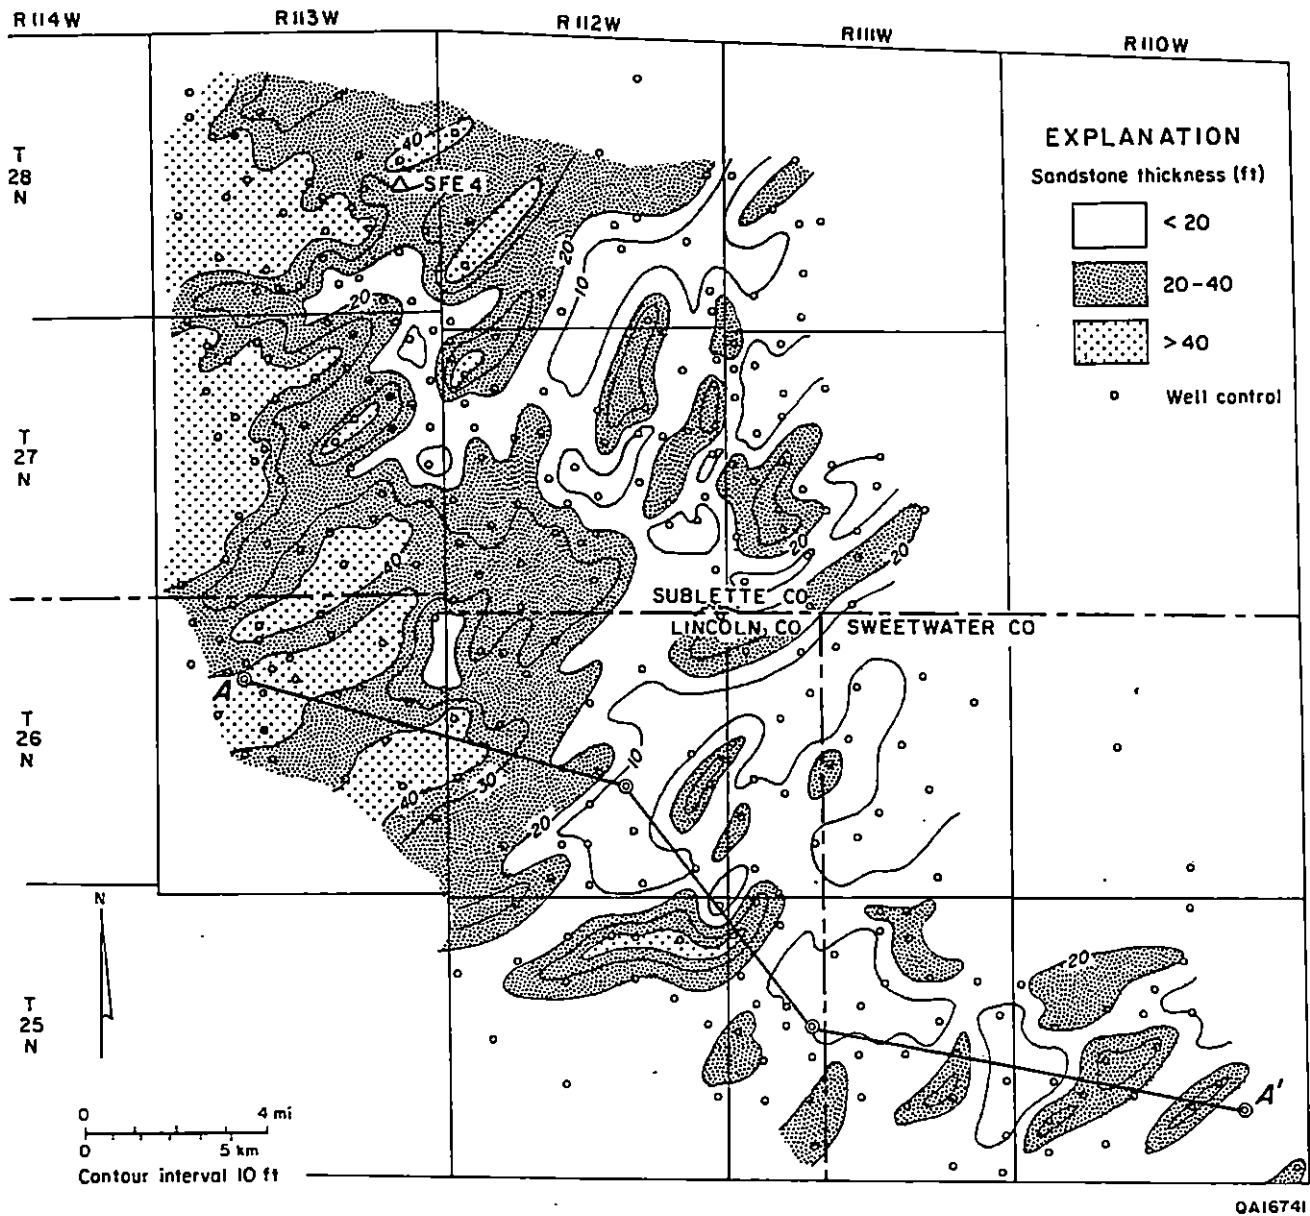 R114W R113W R112W R111W R110W
T
28
N
EXPLANATION
Sandstone thickness (ft)
< 20
20-40
>40
Well control
40
SFE 4
20
10
20
T
27
N
20
20
40
SUBLETTE CO
LINCOLN, CO SWEETWATER CO
A
T
26
N
10
30
40
20
N
T
25
N
20
A'
0 4 mi
0 5 km
Contour interval 10 ft
QA16741